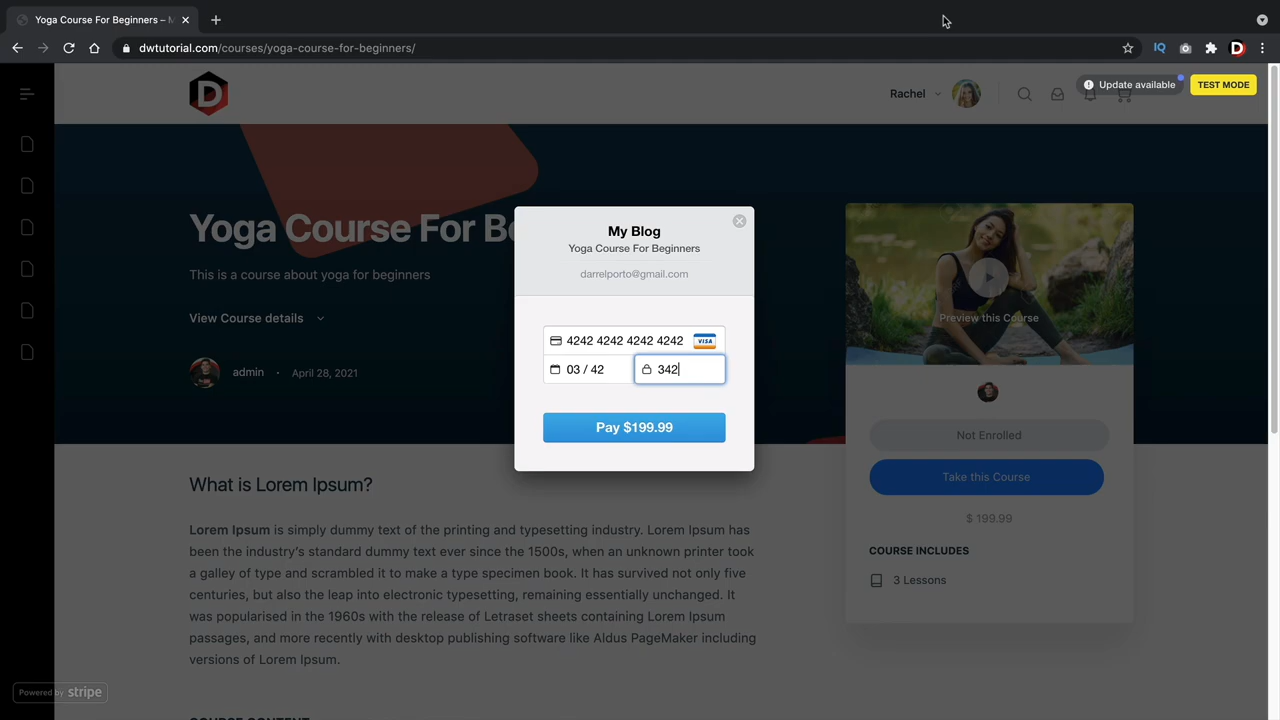 Yoga Course For Beginners – M
dwtutorial.com/courses/yoga-course-for-beginners/
IQ
D
D
Rachel
Update available
TEST MODE
Yoga Course For B
This is a course about yoga for beginners
View Course details
admin · April 28, 2021
My Blog
Yoga Course For Beginners
darrelporto@gmail.com
4242 4242 4242 4242 VISA
03 / 42
342
Pay $199.99
Preview this Course
Not Enrolled
Take this Course
$ 199.99
COURSE INCLUDES
3 Lessons
What is Lorem Ipsum?
Lorem Ipsum is simply dummy text of the printing and typesetting industry. Lorem Ipsum has
been the industry's standard dummy text ever since the 1500s, when an unknown printer took
a galley of type and scrambled it to make a type specimen book. It has survived not only five
centuries, but also the leap into electronic typesetting, remaining essentially unchanged. It
was popularised in the 1960s with the release of Letraset sheets containing Lorem Ipsum
passages, and more recently with desktop publishing software like Aldus PageMaker including
versions of Lorem Ipsum.
Powered by stripe
COURSE CONTENT